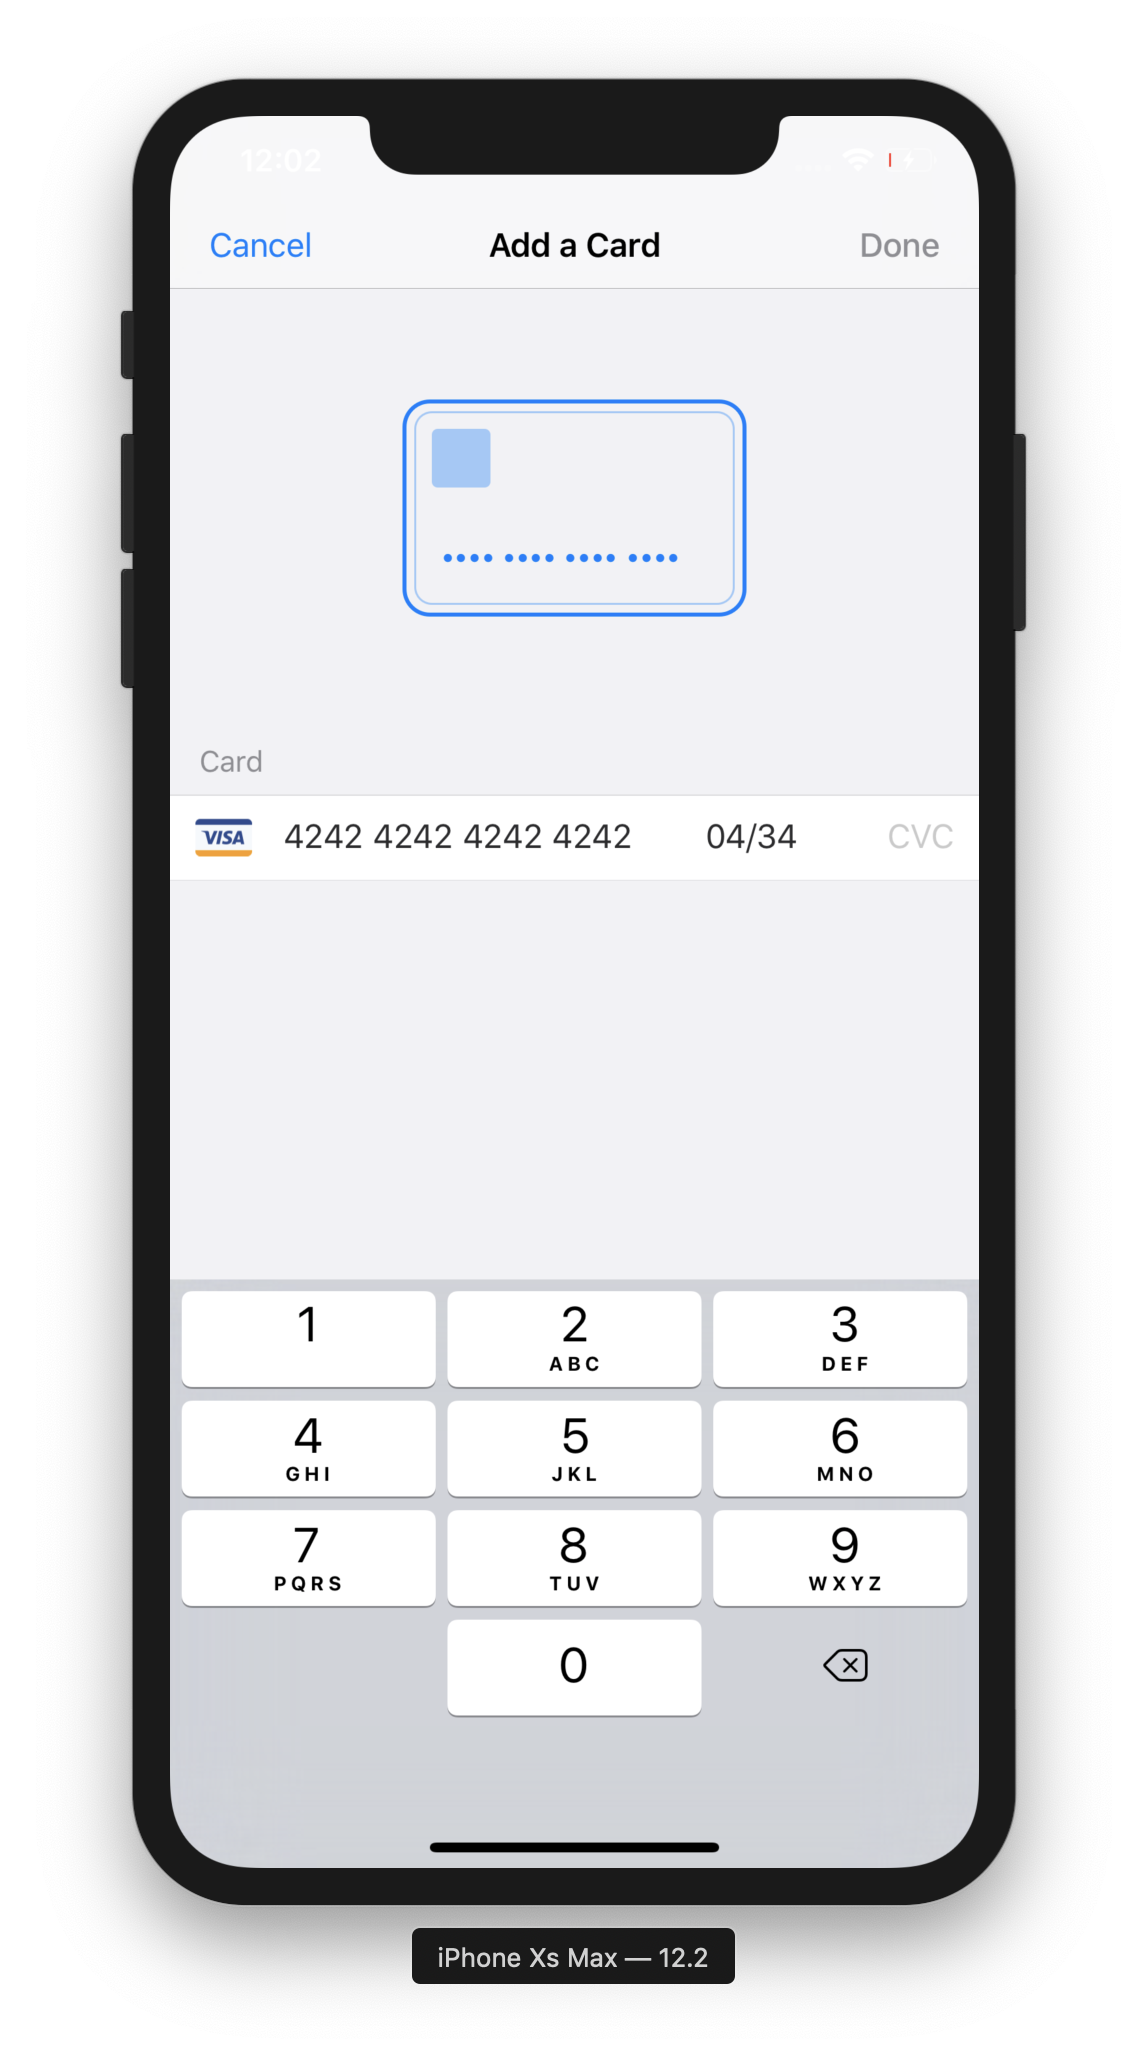 12:02
Cancel Add a Card Done
Card
VISA 4242 4242 4242 4242 04/34 CVC
1 2 3
ABC DEF
4 5 6
GHI JKL MNO
7 8 9
PQRS TUV WXYZ
0
iPhone Xs Max — 12.2